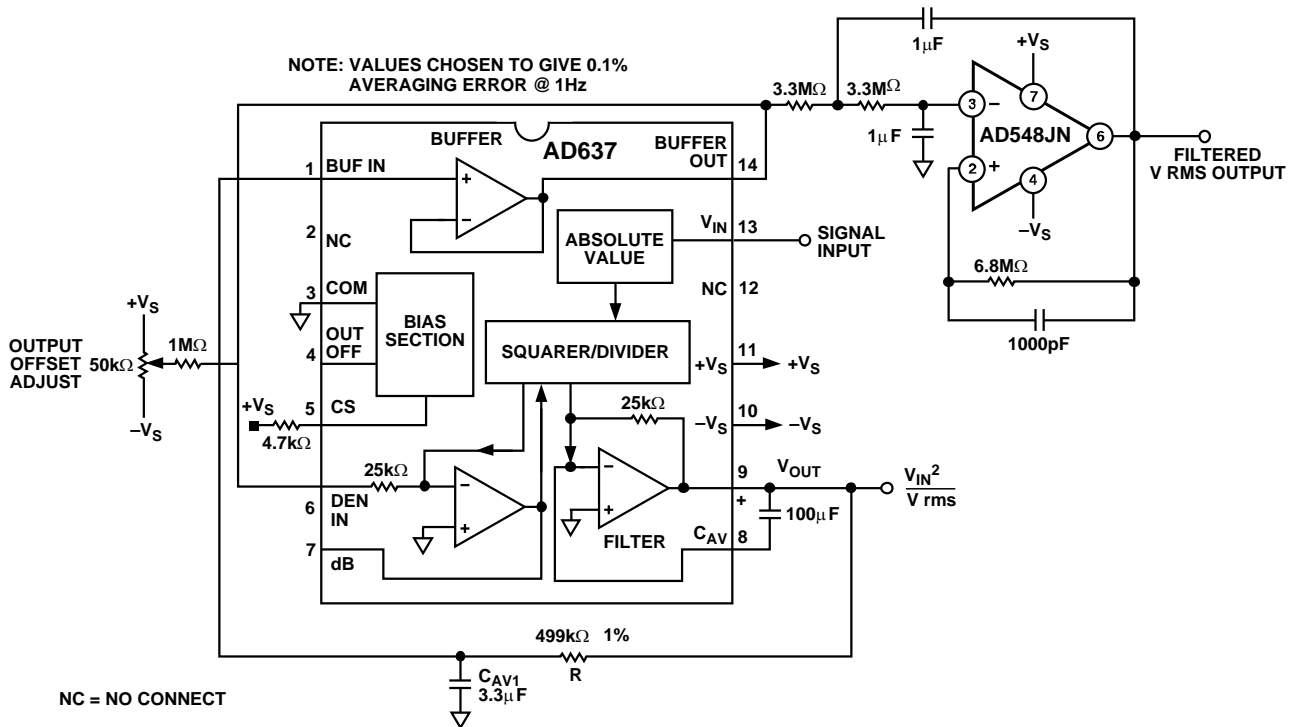 NOTE: VALUES CHOSEN TO GIVE 0.1%
AVERAGING ERROR @ 1Hz
1μF
+VS
3.3MΩ
3.3MΩ
7
3
−
AD548JN
6
1μF
2
+
4
−VS
FILTERED
V RMS OUTPUT
6.8MΩ
1000pF
BUFFER
AD637
BUFFER
OUT
14
1
BUF IN
+
−
2
NC
ABSOLUTE
VALUE
VIN
13
SIGNAL
INPUT
NC
12
3
COM
BIAS
SECTION
OUT
OFF
4
SQUARER/DIVIDER
+VS
11
+VS
+VS
OUTPUT
OFFSET
ADJUST
50kΩ
1MΩ
−VS
+VS
4.7kΩ
5
CS
25kΩ
−VS
10
−VS
25kΩ
6
DEN
IN
−
+
−
+
FILTER
9
VOUT
+
100μF
VIN2
V rms
CAV
8
7
dB
499kΩ 1%
R
CAV1
3.3μF
NC = NO CONNECT